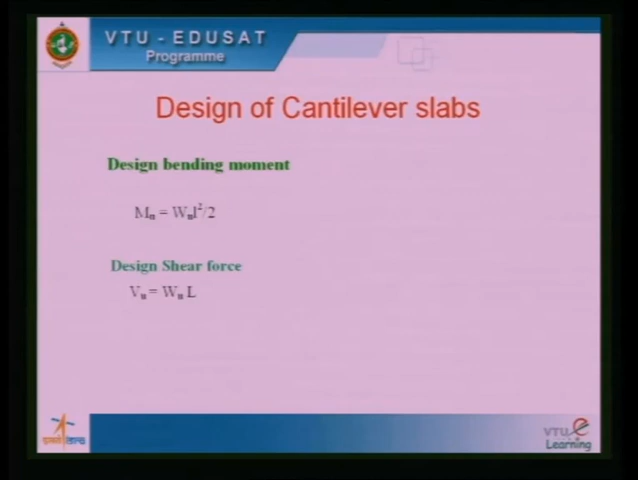 VTU - EDUSAT
Programme
Design of Cantilever slabs
Design bending moment
Mu = Wul²/2
Design Shear force
Vu = Wu L
VTU e
Learning